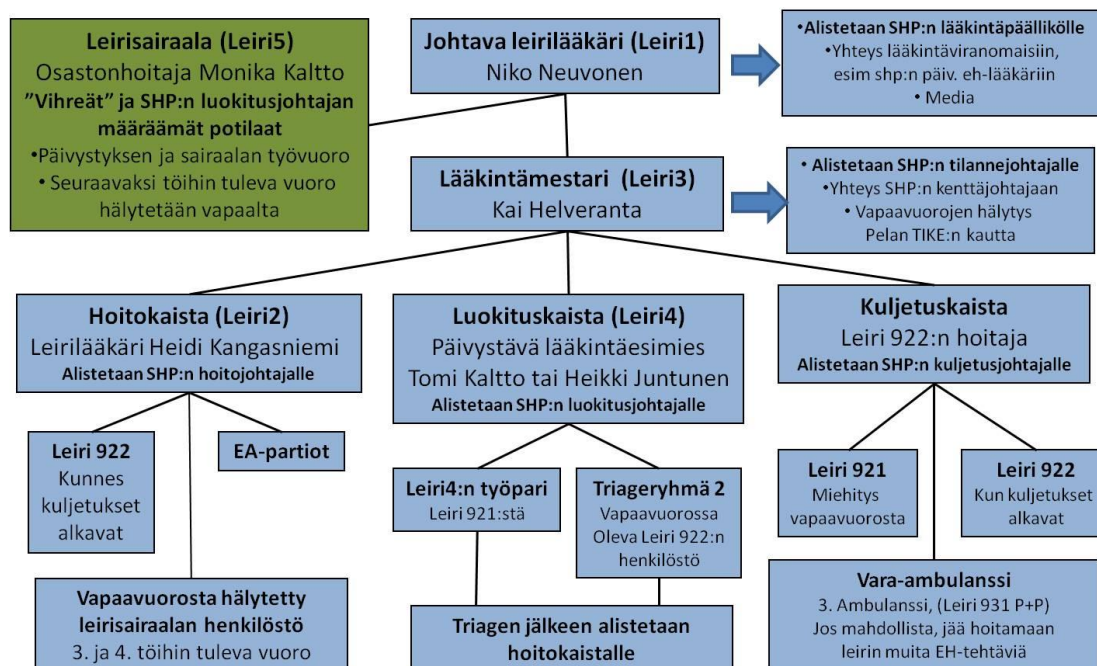 Leirisairaala (Leiri5)
Osastonhoitaja Monika Kaltto
”Vihreät” ja SHP:n luokitusjohtajan
määräämät potilaat
•Päivystyksen ja sairaalan työvuoro
• Seuraavaksi töihin tuleva vuoro
hälytetään vapaalta
Johtava leirilääkäri (Leiri1)
Niko Neuvonen
•Alistetaan SHP:n lääkintäpäällikölle
•Yhteys lääkintäviranomaisiin,
esim shp:n päiv. eh-lääkäriin
• Media
Lääkintämestari (Leiri3)
Kai Helveranta
• Alistetaan SHP:n tilannejohtajalle
•Yhteys SHP:n kenttäjohtajaan
• Vapaavuorojen hälytys
Pelan TIKE:n kautta
Hoitokaista (Leiri2)
Leirilääkäri Heidi Kangasniemi
Alistetaan SHP:n hoitojohtajalle
Luokituskaista (Leiri4)
Päivystävä lääkintäesimies
Tomi Kaltto tai Heikki Juntunen
Alistetaan SHP:n luokitusjohtajalle
Kuljetuskaista
Leiri 922:n hoitaja
Alistetaan SHP:n kuljetusjohtajalle
Leiri 922
Kunnes
kuljetukset
alkavat
EA-partiot
Leiri4:n työpari
Leiri 921:stä
Triageryhmä 2
Vapaavuorossa
Oleva Leiri 922:n
henkilöstö
Leiri 921
Miehitys
vapaavuorosta
Leiri 922
Kun kuljetukset
alkavat
Vapaavuorosta hälytetty
leirisairaalan henkilöstö
3. ja 4. töihin tuleva vuoro
Triagen jälkeen alistetaan
hoitokaistalle
Vara-ambulanssi
3. Ambulanssi, (Leiri 931 P+P)
Jos mahdollista, jää hoitamaan
leirin muita EH-tehtäviä